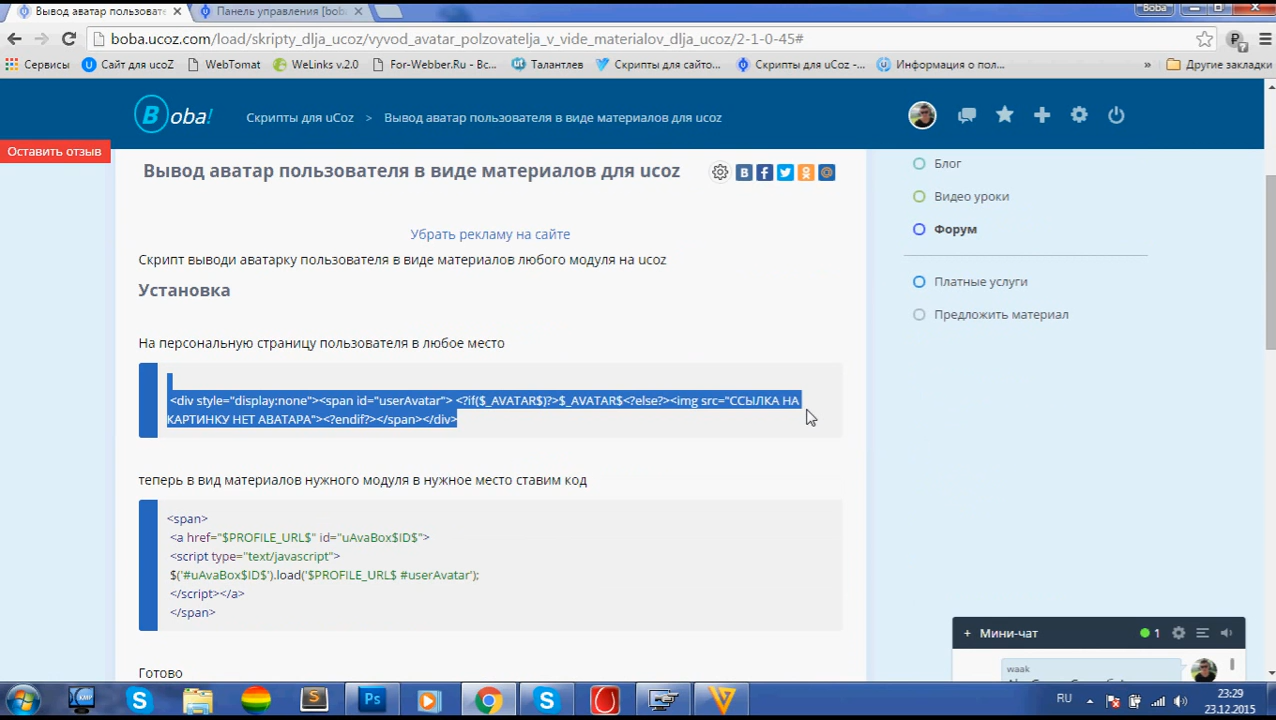 Вывод аватар пользовате
Панель управления [boba
Boba
boba.ucoz.com/load/skripty_dlja_ucoz/vyvod_avatar_polzovatelja_v_vide_materialov_dlja_ucoz/2-1-0-45#
Сервисы Сайт для ucoZ WebTomat WeLinks v.2.0 For-Webber.Ru - Вс... Талантлев Скрипты для сайто... Скрипты для uCoz -... Информация о пол... » Другие закладки
Boba! Скрипты для uCoz > Вывод аватар пользователя в виде материалов для ucoz
Оставить отзыв
Вывод аватар пользователя в виде материалов для ucoz
Убрать рекламу на сайте
Скрипт выводи аватарку пользователя в виде материалов любого модуля на ucoz
Установка
На персональную страницу пользователя в любое место
<div style="display:none"><span id="userAvatar"> <?if($_AVATAR$)?>$_AVATAR$<?else?><img src="ССЫЛКА НА
КАРТИНКУ НЕТ АВАТАРА"><?endif?></span></div>
теперь в вид материалов нужного модуля в нужное место ставим код
<span>
<a href="$PROFILE_URL$" id="uAvaBox$ID$">
<script type="text/javascript">
$('#uAvaBox$ID$').load('$PROFILE_URL$ #userAvatar');
</script></a>
</span>
Готово
Блог
Видео уроки
Форум
Платные услуги
Предложить материал
+ Мини-чат 1
waak
RU
23:29
23.12.2015